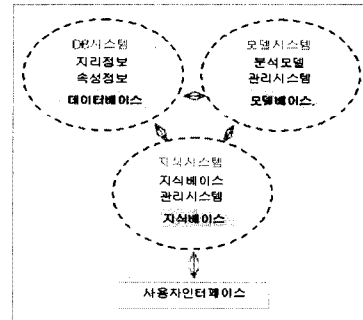 DB시스템
지리정보
속성정보
데이터베이스
모델시스템
분석모델
관리시스템
모델베이스
지식시스템
지식베이스
관리시스템
지식베이스
사용자인터페이스